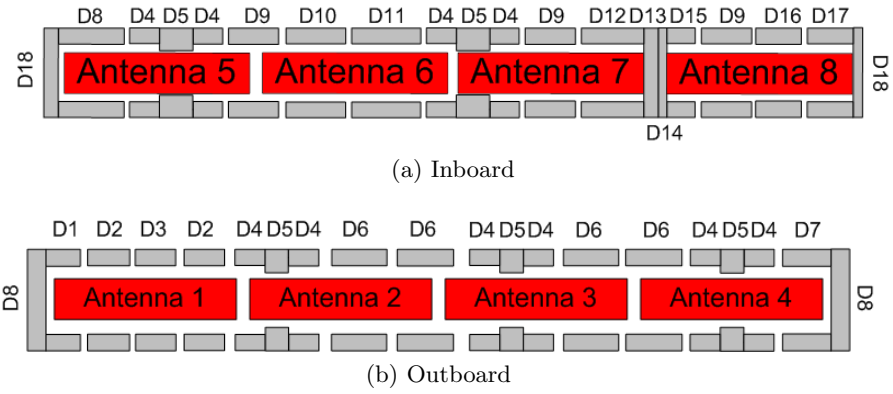 D8 D4 D5 D4 D9 D10 D11 D4 D5 D4 D9 D12 D13 D15 D9 D16 D17
D18 Antenna 5 Antenna 6 Antenna 7 Antenna 8 D18
D14
(a) Inboard
D1 D2 D3 D2 D4 D5 D4 D6 D6 D4 D5 D4 D6 D6 D4 D5 D4 D7
D8 Antenna 1 Antenna 2 Antenna 3 Antenna 4 D8
(b) Outboard